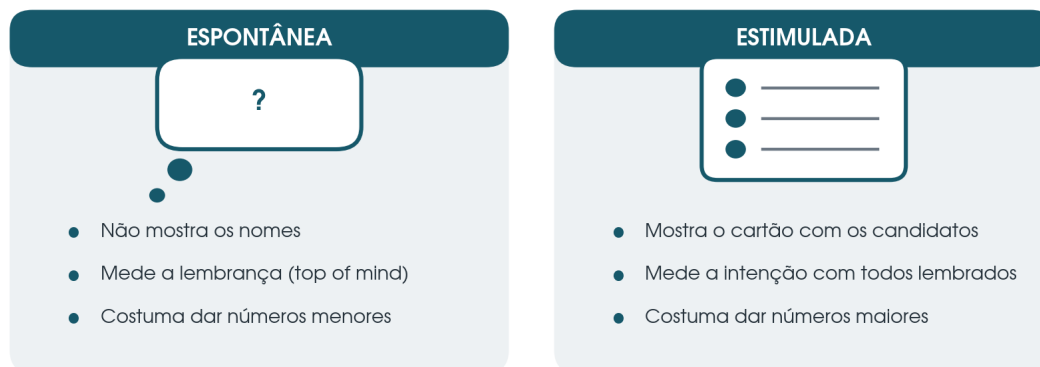 ESPONTÂNEA
?
Não mostra os nomes
Mede a lembrança (top of mind)
Costuma dar números menores
ESTIMULADA
Mostra o cartão com os candidatos
Mede a intenção com todos lembrados
Costuma dar números maiores